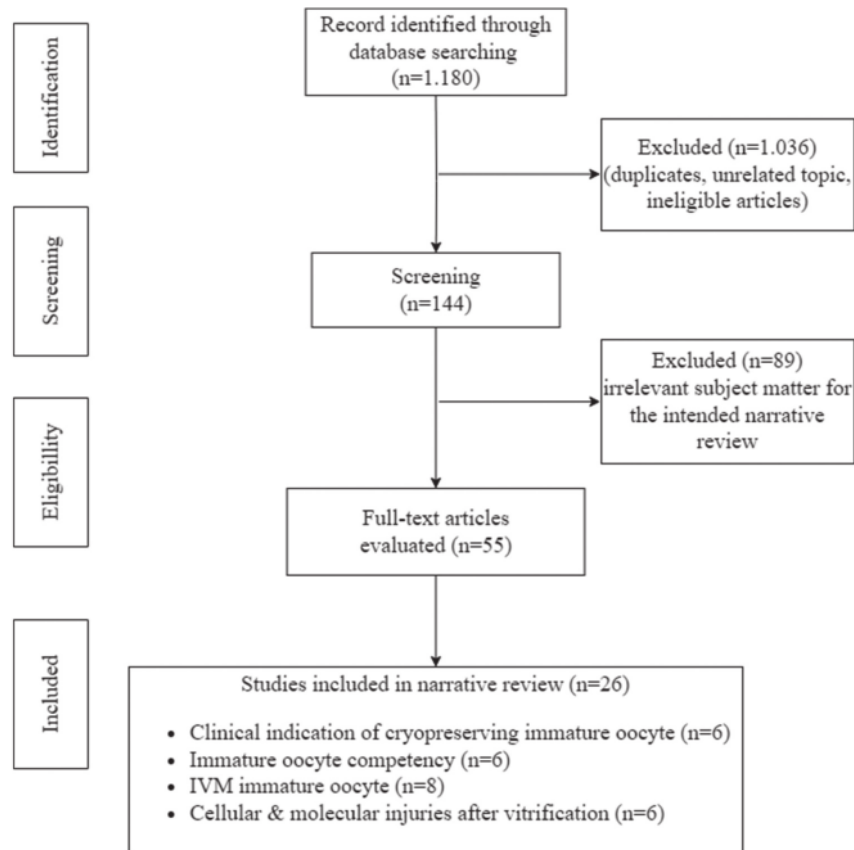 Identification
Record identified through
database searching
(n=1.180)
Excluded (n=1.036)
(duplicates, unrelated topic,
ineligible articles)
Screening
Screening
(n=144)
Excluded (n=89)
irrelevant subject matter for
the intended narrative
review
Eligibillity
Full-text articles
evaluated (n=55)
Included
Studies included in narrative review (n=26)
• Clinical indication of cryopreserving immature oocyte (n=6)
• Immature oocyte competency (n=6)
• IVM immature oocyte (n=8)
• Cellular & molecular injuries after vitrification (n=6)